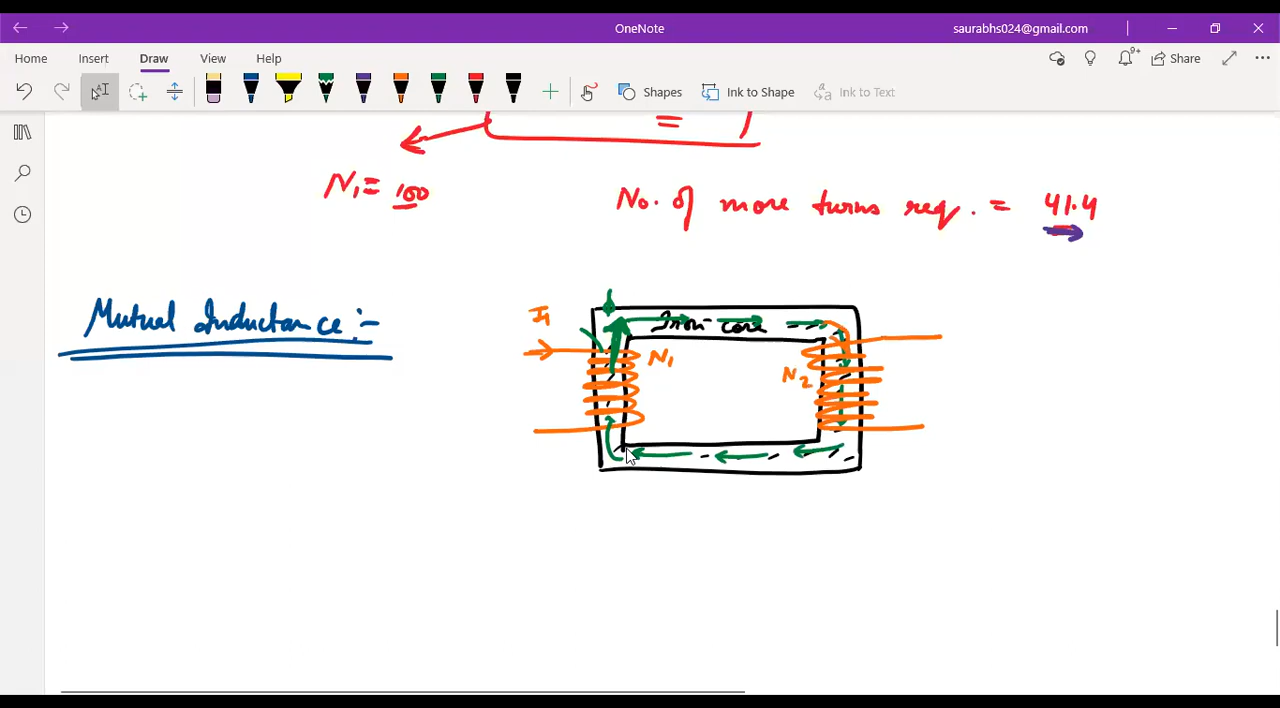 OneNote
saurabhs024@gmail.com
Home Insert Draw View Help
Share
Shapes Ink to Shape Ink to Text
N₁ = 100
No. of more turns req. = 41.4
Mutual Inductance :-
I₁
Iron-core
N₁
N₂